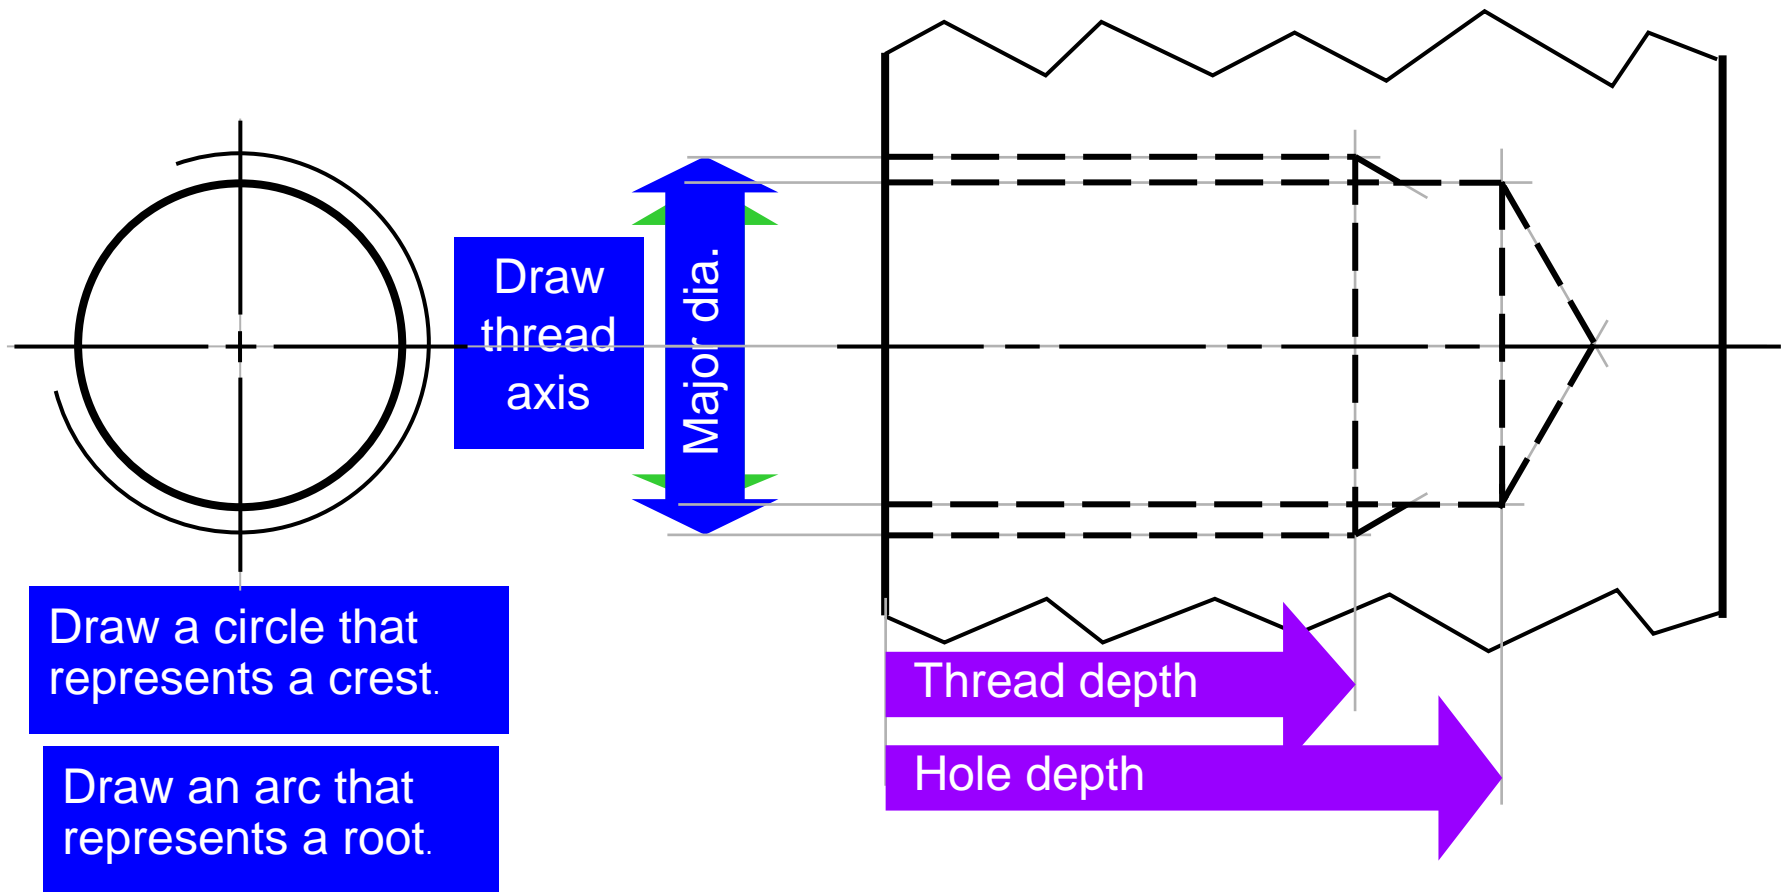 Draw
thread
axis
Major dia.
Draw a circle that
represents a crest.
Draw an arc that
represents a root.
Thread depth
Hole depth